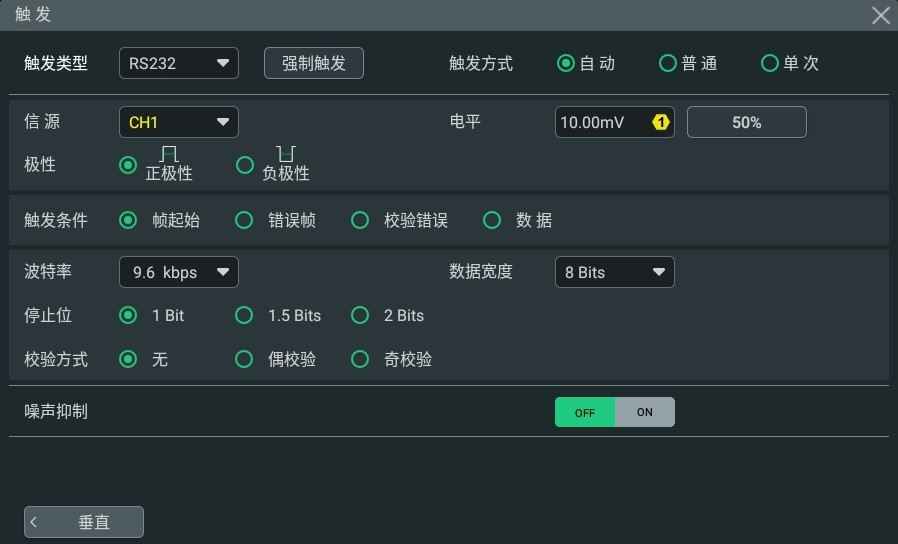 触 发
触发类型 RS232 强制触发 触发方式 自 动 普 通 单 次
信 源 CH1 电平 10.00mV 1 50%
极性 正极性 负极性
触发条件 帧起始 错误帧 校验错误 数 据
波特率 9.6 kbps 数据宽度 8 Bits
停止位 1 Bit 1.5 Bits 2 Bits
校验方式 无 偶校验 奇校验
噪声抑制 OFF ON
垂直